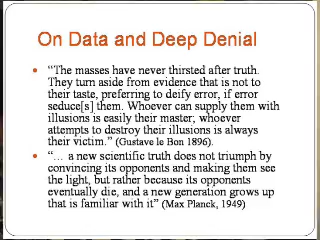 On Data and Deep Denial
• "The masses have never thirsted after truth.
They turn aside from evidence that is not to
their taste, preferring to deify error, if error
seduce[s] them. Whoever can supply them with
illusions is easily their master; whoever
attempts to destroy their illusions is always
their victim." (Gustave le Bon 1896).
• "... a new scientific truth does not triumph by
convincing its opponents and making them see
the light, but rather because its opponents
eventually die, and a new generation grows up
that is familiar with it" (Max Planck, 1949)